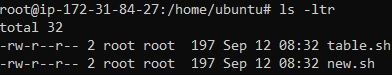 root@ip-172-31-84-27:/home/ubuntu# ls -ltr
total 32
-rw-r--r-- 2 root root  197 Sep 12 08:32 table.sh
-rw-r--r-- 2 root root  197 Sep 12 08:32 new.sh